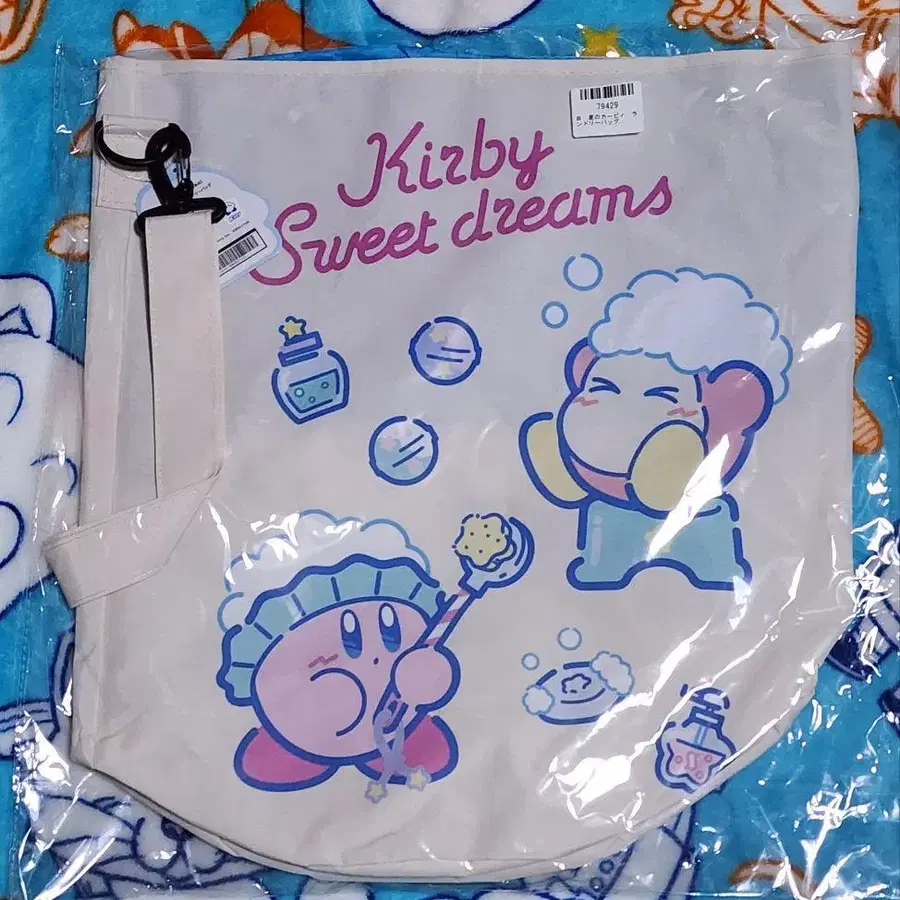 79429
星のカービィ ラ
ンドリーバッグ
Kirby
Sweet dreams